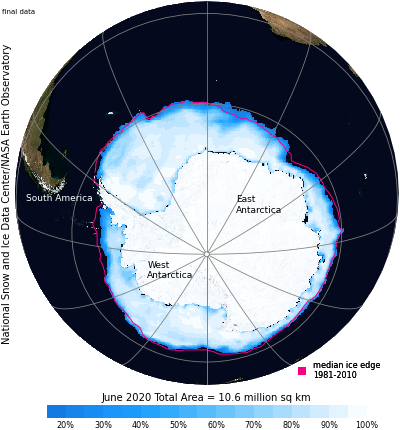 final data
National Snow and Ice Data Center/NASA Earth Observatory
South America
East
Antarctica
West
Antarctica
median ice edge
1981-2010
June 2020 Total Area = 10.6 million sq km
20% 30% 40% 50% 60% 70% 80% 90% 100%